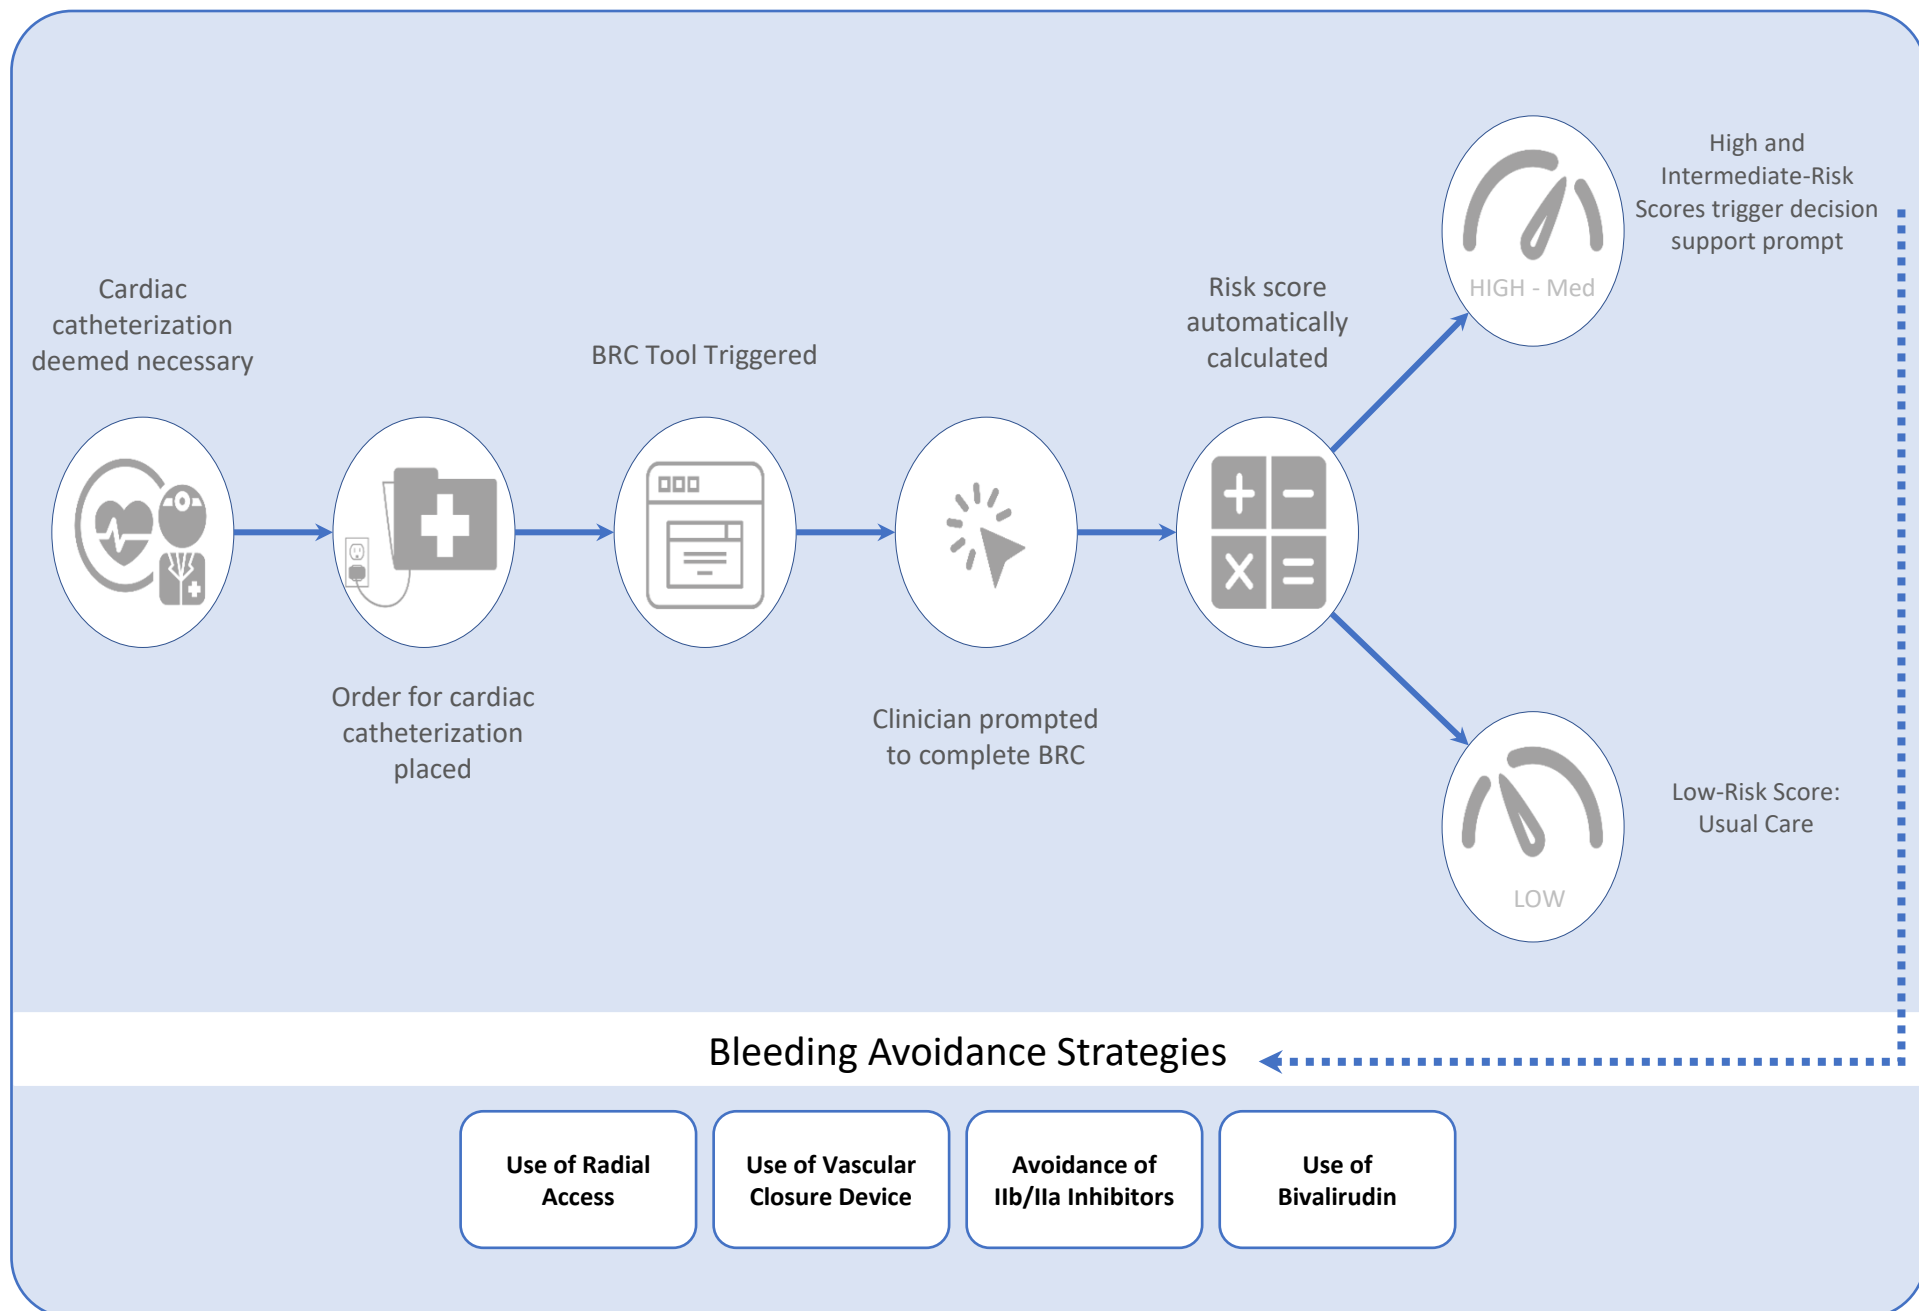 Cardiac
catheterization
deemed necessary
Order for cardiac
catheterization
placed
BRC Tool Triggered
Clinician prompted
to complete BRC
Risk score
automatically
calculated
HIGH - Med
High and
Intermediate-Risk
Scores trigger decision
support prompt
LOW
Low-Risk Score:
Usual Care
Bleeding Avoidance Strategies
Use of Radial
Access
Use of Vascular
Closure Device
Avoidance of
IIb/IIa Inhibitors
Use of
Bivalirudin